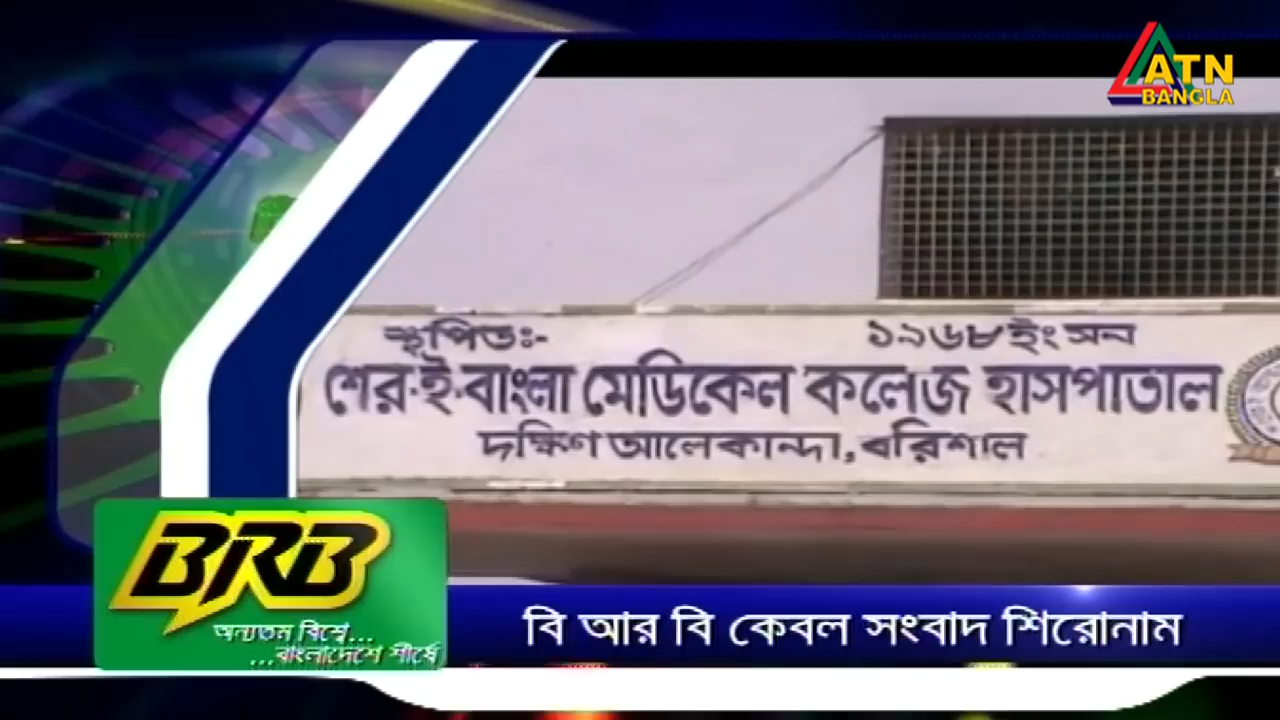 ATN
BANGLA
স্থাপিতঃ-
১৯৬৮ইং সন
শের-ই-বাংলা মেডিকেল কলেজ হাসপাতাল
দক্ষিণ আলেকান্দা, বরিশাল
BRB
অন্যতম বিশ্বে...
...বাংলাদেশে শীর্ষে
বি আর বি কেবল সংবাদ শিরোনাম